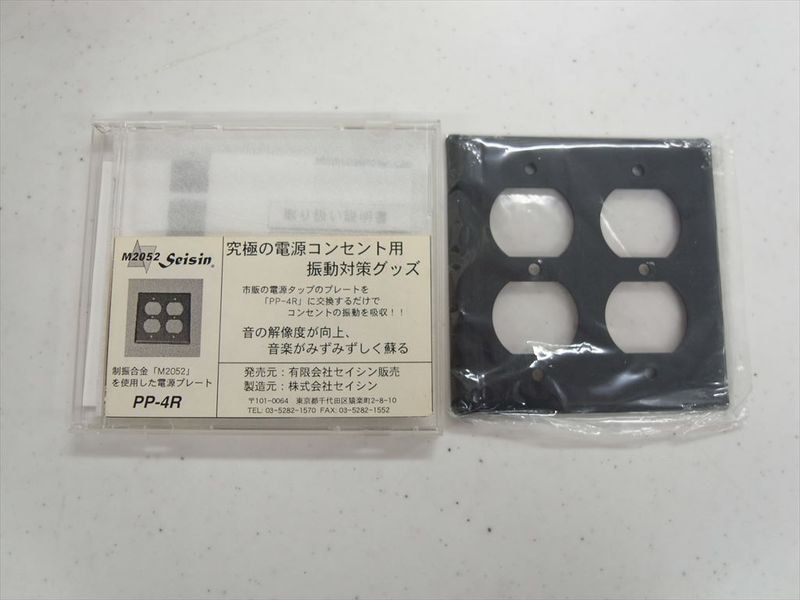 M2052 Seisin®
究極の電源コンセント用
振動対策グッズ
市販の電源タップのプレートを
「PP-4R」に交換するだけで
コンセントの振動を吸収！！
音の解像度が向上、
音楽がみずみずしく蘇る
制振合金「M2052」
を使用した電源プレート
PP-4R
発売元：有限会社セイシン販売
製造元：株式会社セイシン
〒101-0064 東京都千代田区猿楽町2-8-10
TEL: 03-5282-1570 FAX: 03-5282-1552